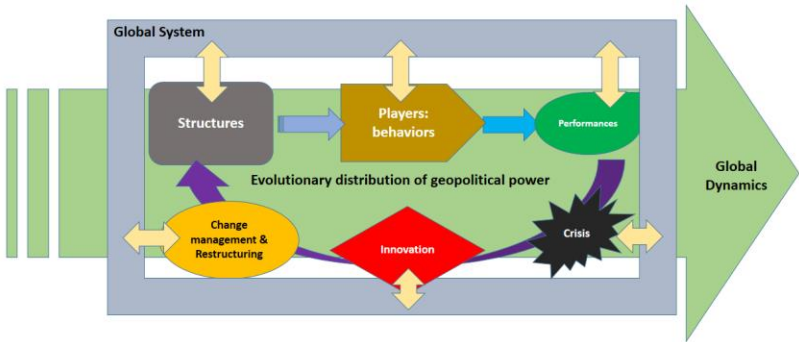 Global System
Structures
Players:
behaviors
Performances
Evolutionary distribution of geopolitical power
Global
Dynamics
Change
management &
Restructuring
Innovation
Crisis